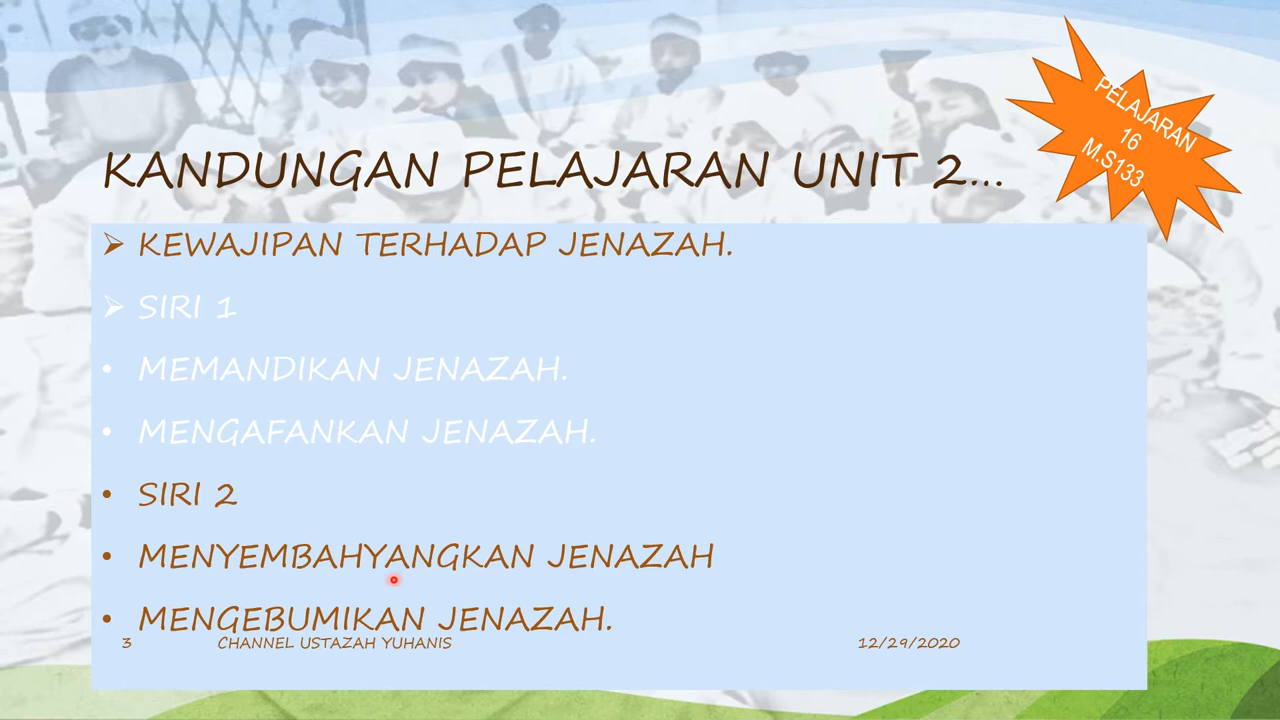 KANDUNGAN PELAJARAN UNIT 2...
PELAJARAN
16
M.S133
➢ KEWAJIPAN TERHADAP JENAZAH.
➢ SIRI 1
• MEMANDIKAN JENAZAH.
• MENGAFANKAN JENAZAH.
• SIRI 2
• MENYEMBAHYANGKAN JENAZAH
• MENGEBUMIKAN JENAZAH.
3 CHANNEL USTAZAH YUHANIS 12/29/2020